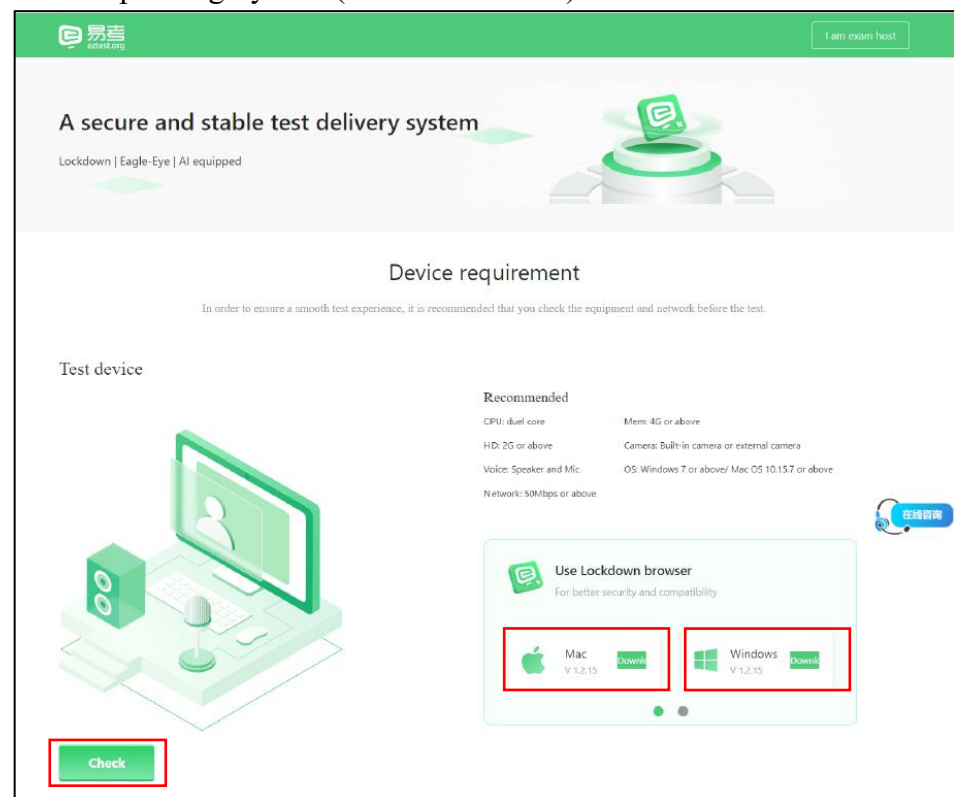 易考
eztest.org
I am exam host
A secure and stable test delivery system
Lockdown | Eagle-Eye | AI equipped
Device requirement
In order to ensure a smooth test experience, it is recommended that you check the equipment and network before the test.
Test device
Recommended
CPU: duel core
Mem: 4G or above
HD: 2G or above
Camera: Built-in camera or external camera
Voice: Speaker and Mic
OS: Windows 7 or above/ Mac OS 10.15.7 or above
Network: 50Mbps or above
在线咨询
Use Lockdown browser
For better security and compatibility
Mac
V 1.2.15
Downl
Windows
V 1.2.15
Downl
Check